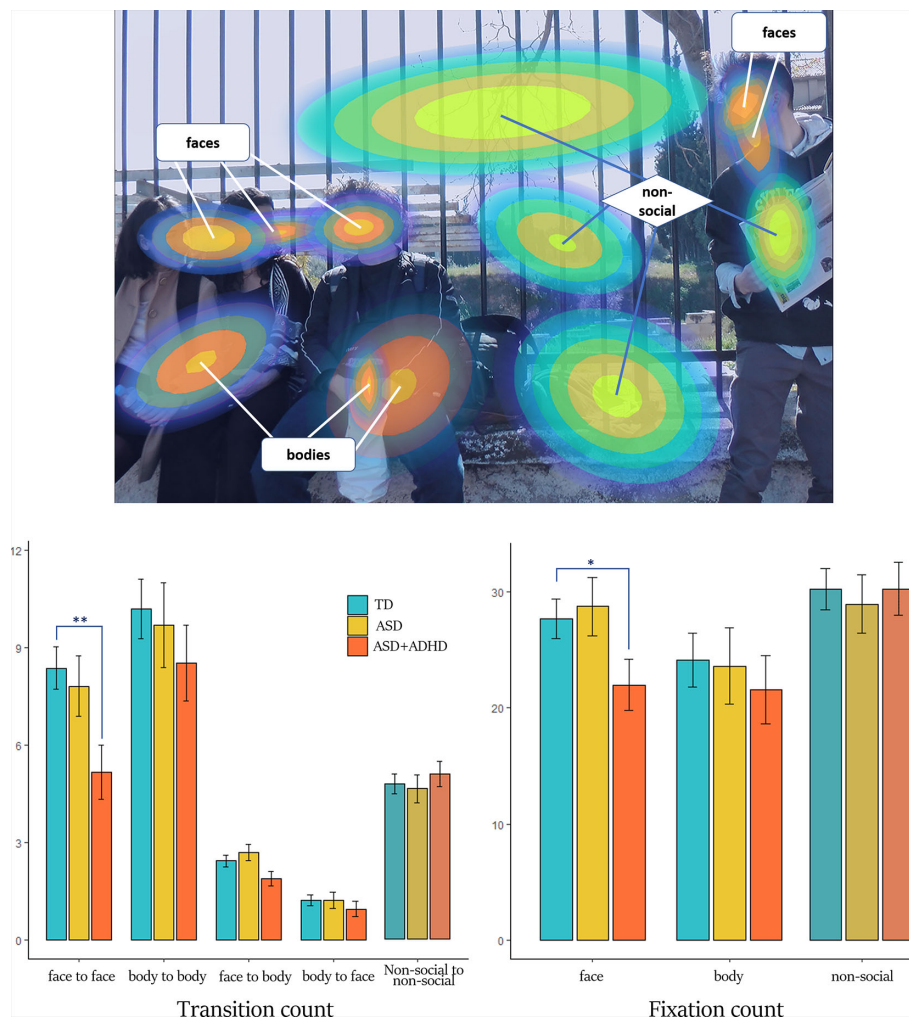 faces
faces
non-
social
bodies
12
9
6
3
0
**
TD
ASD
ASD+ADHD
face to face
body to body
face to body
body to face
Non-social to
non-social
Transition count
30
20
10
0
*
face
body
non-social
Fixation count